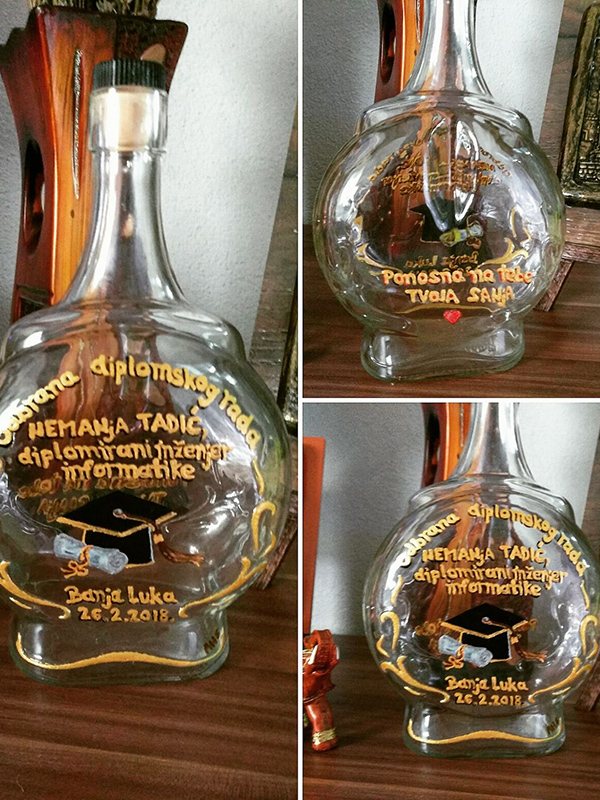 Odbrana diplomskog rada
NEMANJA TADIĆ,
diplomirani inženjer
informatike
Banja Luka
26.2.2018.
Ponosna na tebe
TVOJA SANJA
Odbrana diplomskog rada
NEMANJA TADIĆ,
diplomirani inženjer
informatike
Banja Luka
26.2.2018.